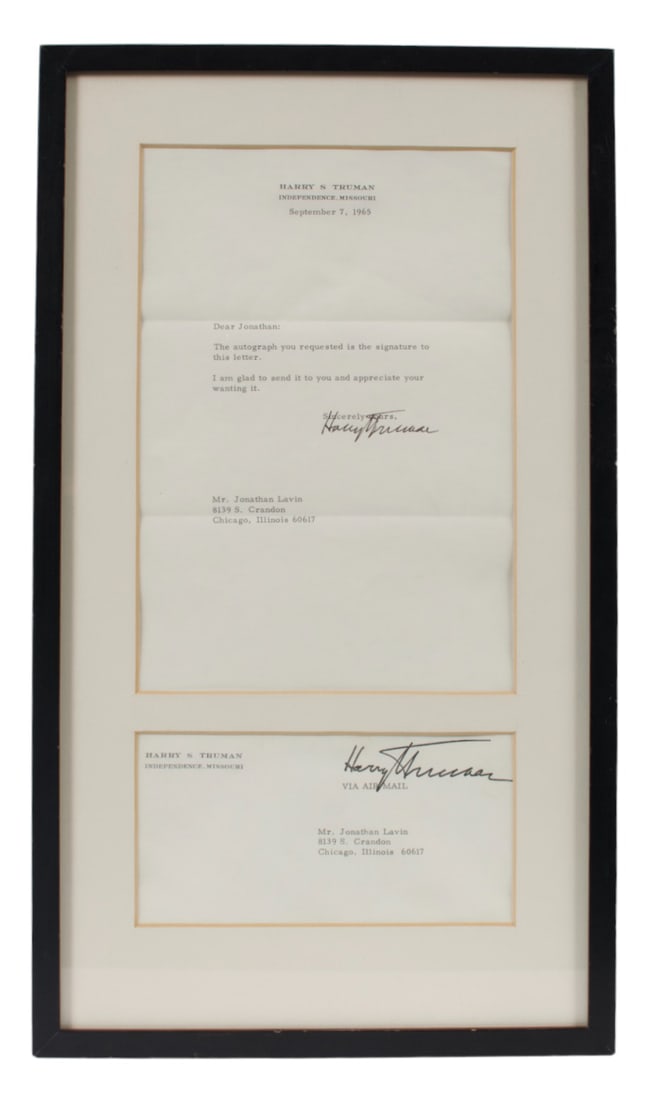 HARRY S TRUMAN
INDEPENDENCE, MISSOURI
September 7, 1965
Dear Jonathan:
The autograph you requested is the signature to
this letter.
I am glad to send it to you and appreciate your
wanting it.
Sincerely yours,
Harry Truman
Mr. Jonathan Lavin
8139 S. Crandon
Chicago, Illinois 60617
HARRY S TRUMAN
INDEPENDENCE, MISSOURI
Harry Truman
VIA AIR MAIL
Mr. Jonathan Lavin
8139 S. Crandon
Chicago, Illinois 60617